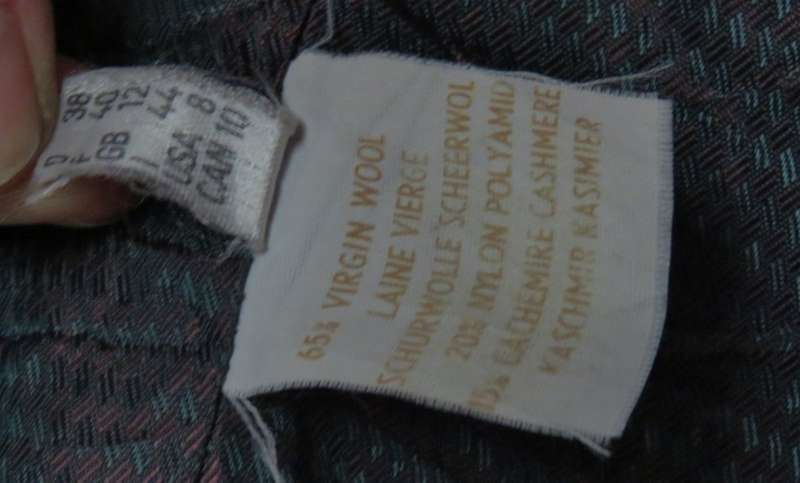 D 38
F 40
GB 12
I 44
USA 8
CAN 10
65% VIRGIN WOOL
LAINE VIERGE
SCHURWOLLE SCHEERWOL
20% NYLON POLYAMID
15% CACHEMIRE CASHMERE
KASCHMIR KASIMIER